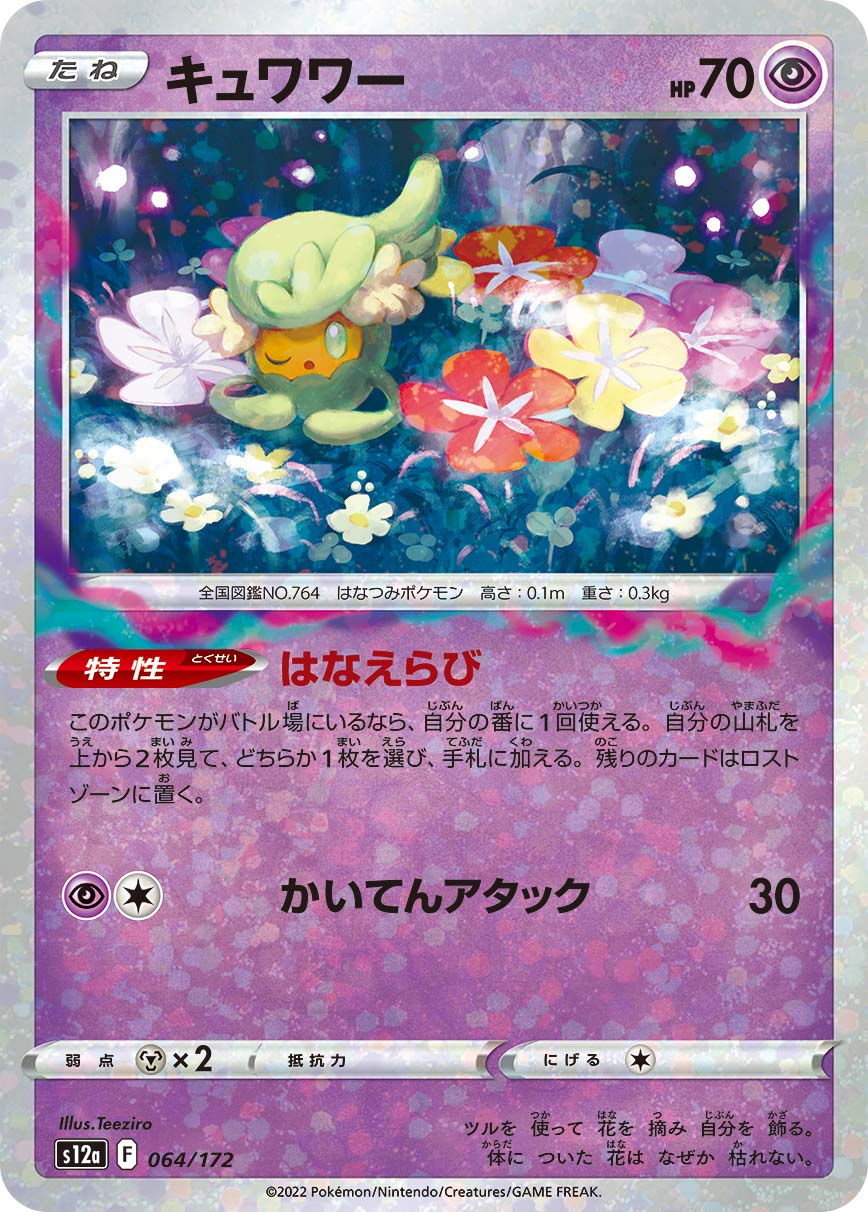 たね キュワワー HP70
全国図鑑NO.764 はなつみポケモン 高さ:0.1m 重さ:0.3kg
特性 とくせい はなえらび
このポケモンがバトル場にいるなら、自分の番に1回使える。自分の山札を
上から2枚見て、どちらか1枚を選び、手札に加える。残りのカードはロスト
ゾーンに置く。
かいてんアタック 30
弱点 ×2 抵抗力 にげる
Illus.Teeziro
ツルを 使って 花を 摘み 自分を 飾る。
体に ついた 花は なぜか 枯れない。
s12a F 064/172
©2022 Pokémon/Nintendo/Creatures/GAME FREAK.